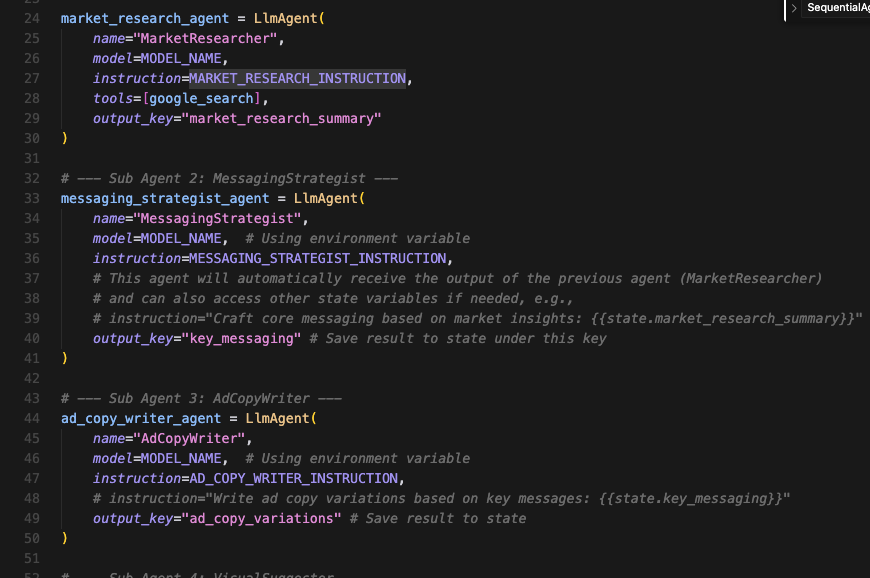 SequentialAg
24 market_research_agent = LlmAgent(
25     name="MarketResearcher",
26     model=MODEL_NAME,
27     instruction=MARKET_RESEARCH_INSTRUCTION,
28     tools=[google_search],
29     output_key="market_research_summary"
30 )
31
32 # --- Sub Agent 2: MessagingStrategist ---
33 messaging_strategist_agent = LlmAgent(
34     name="MessagingStrategist",
35     model=MODEL_NAME,  # Using environment variable
36     instruction=MESSAGING_STRATEGIST_INSTRUCTION,
37     # This agent will automatically receive the output of the previous agent (MarketResearcher)
38     # and can also access other state variables if needed, e.g.,
39     # instruction="Craft core messaging based on market insights: {{state.market_research_summary}}"
40     output_key="key_messaging" # Save result to state under this key
41 )
42
43 # --- Sub Agent 3: AdCopyWriter ---
44 ad_copy_writer_agent = LlmAgent(
45     name="AdCopyWriter",
46     model=MODEL_NAME,  # Using environment variable
47     instruction=AD_COPY_WRITER_INSTRUCTION,
48     # instruction="Write ad copy variations based on key messages: {{state.key_messaging}}"
49     output_key="ad_copy_variations" # Save result to state
50 )
51
52 # --- Sub Agent 4: VisualSuggester